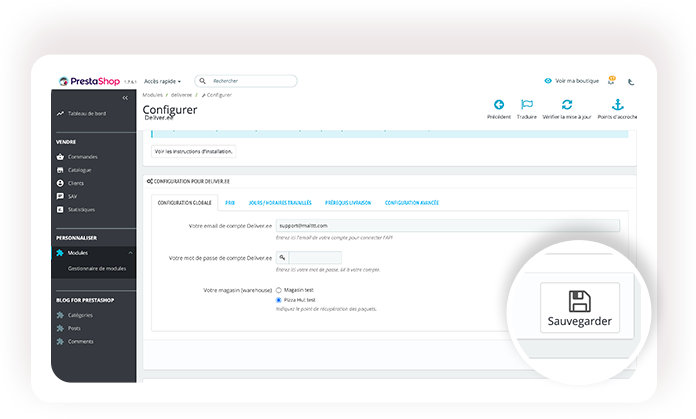 PrestaShop 1.7.6.1 Accès rapide Rechercher Voir ma boutique
Modules / deliveree / Configurer
Configurer
Deliver.ee
Précédent Traduire Vérifier la mise à jour Points d'accroche
Tableau de bord
VENDRE
Commandes
Catalogue
Clients
SAV
Statistiques
PERSONNALISER
Modules
Gestionnaire de modules
BLOG FOR PRESTASHOP
Catégories
Posts
Comments
Voir les instructions d'installation.
CONFIGURATION POUR DELIVER.EE
CONFIGURATION GLOBALE PRIX JOURS / HORAIRES TRAVAILLÉS PRÉREQUIS LIVRAISON CONFIGURATION AVANCÉE
Votre email de compte Deliver.ee support@mailttt.com
Entrez ici l'email de votre compte pour connecter l'API
Votre mot de passe de compte Deliver.ee
Entrez ici votre mot de passe, lié à votre compte.
Votre magasin (warehouse) Magasin test
Pizza Hut test
Indiquez le point de récupération des paquets.
Sauvegarder